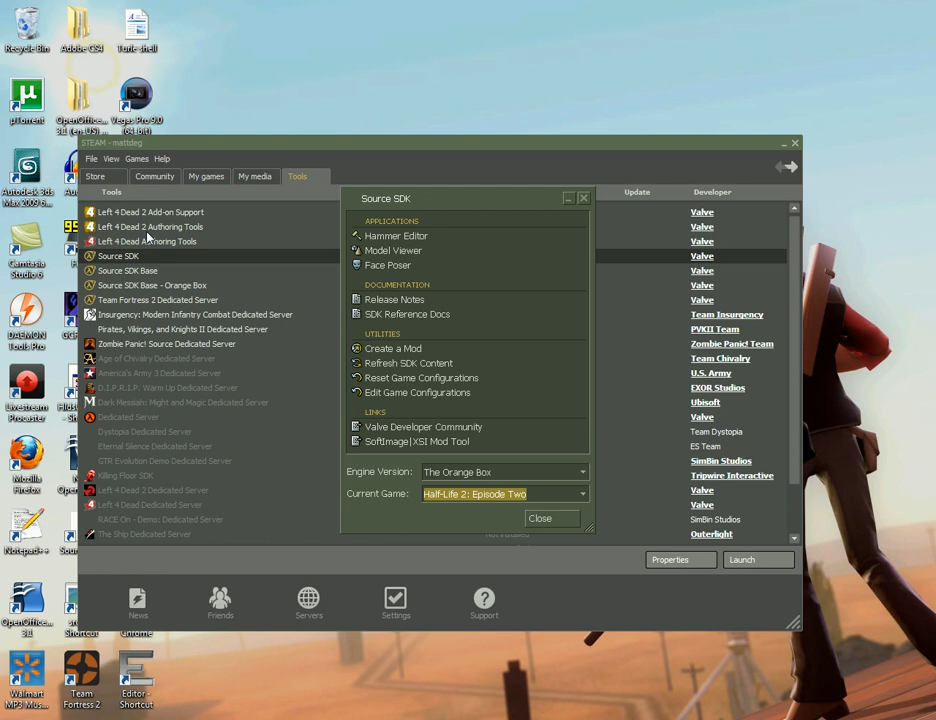 Recycle Bin
Adobe CS4
Turtle shell
µTorrent
OpenOffice....
3.1 (en-US) ...
Vegas Pro 9.0
(64-bit)
Autodesk 3ds
Max 2009 6...
Camtasia
Studio 6
DAEMON
Tools Pro
Livestream
Procaster
Mozilla
Firefox
Notepad++
OpenOffice....
3.1
Shortcut
Chrome
Walmart
MP3 Mus...
Team
Fortress 2
Editor -
Shortcut
STEAM - mattdeg
File View Games Help
Store Community My games My media Tools
Tools Update Developer
Left 4 Dead 2 Add-on Support Valve
Left 4 Dead 2 Authoring Tools Valve
Left 4 Dead Authoring Tools Valve
Source SDK Valve
Source SDK Base Valve
Source SDK Base - Orange Box Valve
Team Fortress 2 Dedicated Server Valve
Insurgency: Modern Infantry Combat Dedicated Server Team Insurgency
Pirates, Vikings, and Knights II Dedicated Server PVKII Team
Zombie Panic! Source Dedicated Server Zombie Panic! Team
Age of Chivalry Dedicated Server Team Chivalry
America's Army 3 Dedicated Server U.S. Army
D.I.P.R.I.P. Warm Up Dedicated Server EXOR Studios
Dark Messiah: Might and Magic Dedicated Server Ubisoft
Dedicated Server Valve
Dystopia Dedicated Server Team Dystopia
Eternal Silence Dedicated Server ES Team
GTR Evolution Demo Dedicated Server SimBin Studios
Killing Floor SDK Tripwire Interactive
Left 4 Dead 2 Dedicated Server Valve
Left 4 Dead Dedicated Server Valve
RACE On - Demo: Dedicated Server SimBin Studios
The Ship Dedicated Server Not installed Outerlight
Properties Launch
News Friends Servers Settings Support
Source SDK
APPLICATIONS
Hammer Editor
Model Viewer
Face Poser
DOCUMENTATION
Release Notes
SDK Reference Docs
UTILITIES
Create a Mod
Refresh SDK Content
Reset Game Configurations
Edit Game Configurations
LINKS
Valve Developer Community
SoftImage|XSI Mod Tool
Engine Version: The Orange Box
Current Game: Half-Life 2: Episode Two
Close